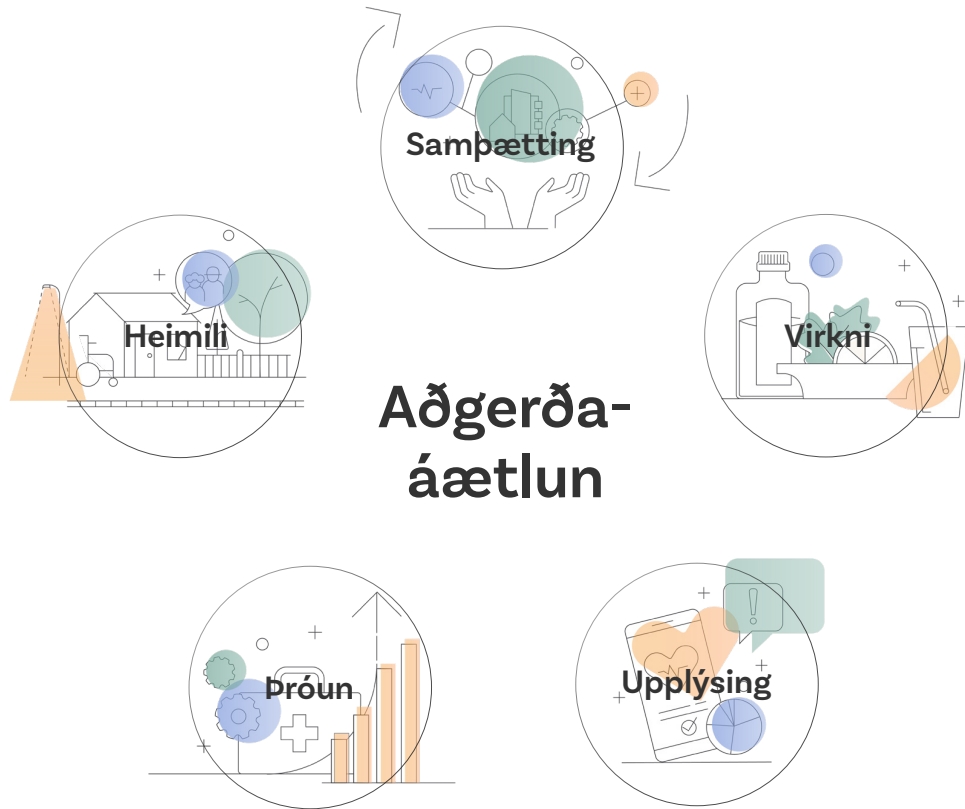 Samþætting
Heimili
Virkni
Aðgerða-
áætlun
Þróun
Upplýsing